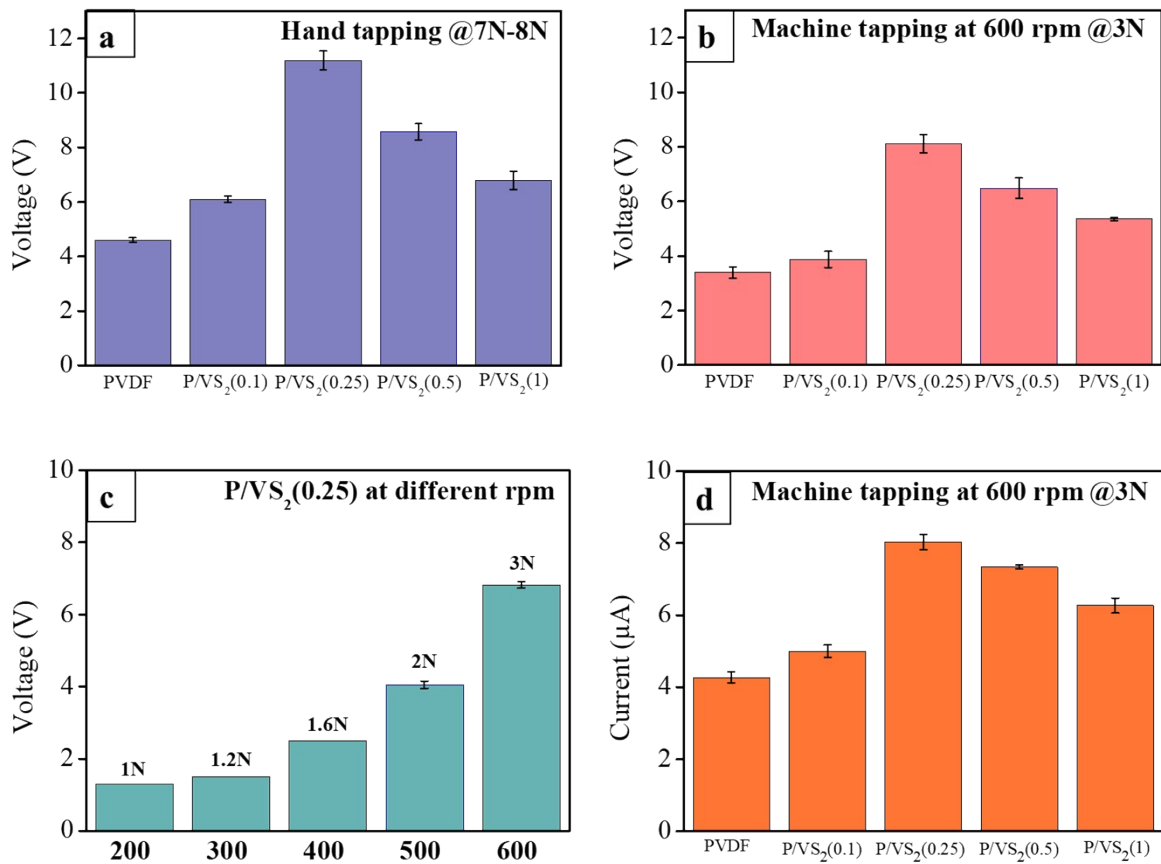 a
Hand tapping @7N-8N
12
10
8
6
4
2
0
Voltage (V)
PVDF P/VS₂(0.1) P/VS₂(0.25) P/VS₂(0.5) P/VS₂(1)
b
Machine tapping at 600 rpm @3N
12
10
8
6
4
2
0
Voltage (V)
PVDF P/VS₂(0.1) P/VS₂(0.25) P/VS₂(0.5) P/VS₂(1)
c
P/VS₂(0.25) at different rpm
10
8
6
4
2
0
Voltage (V)
1N
1.2N
1.6N
2N
3N
200 300 400 500 600
d
Machine tapping at 600 rpm @3N
10
8
6
4
2
0
Current (μA)
PVDF P/VS₂(0.1) P/VS₂(0.25) P/VS₂(0.5) P/VS₂(1)